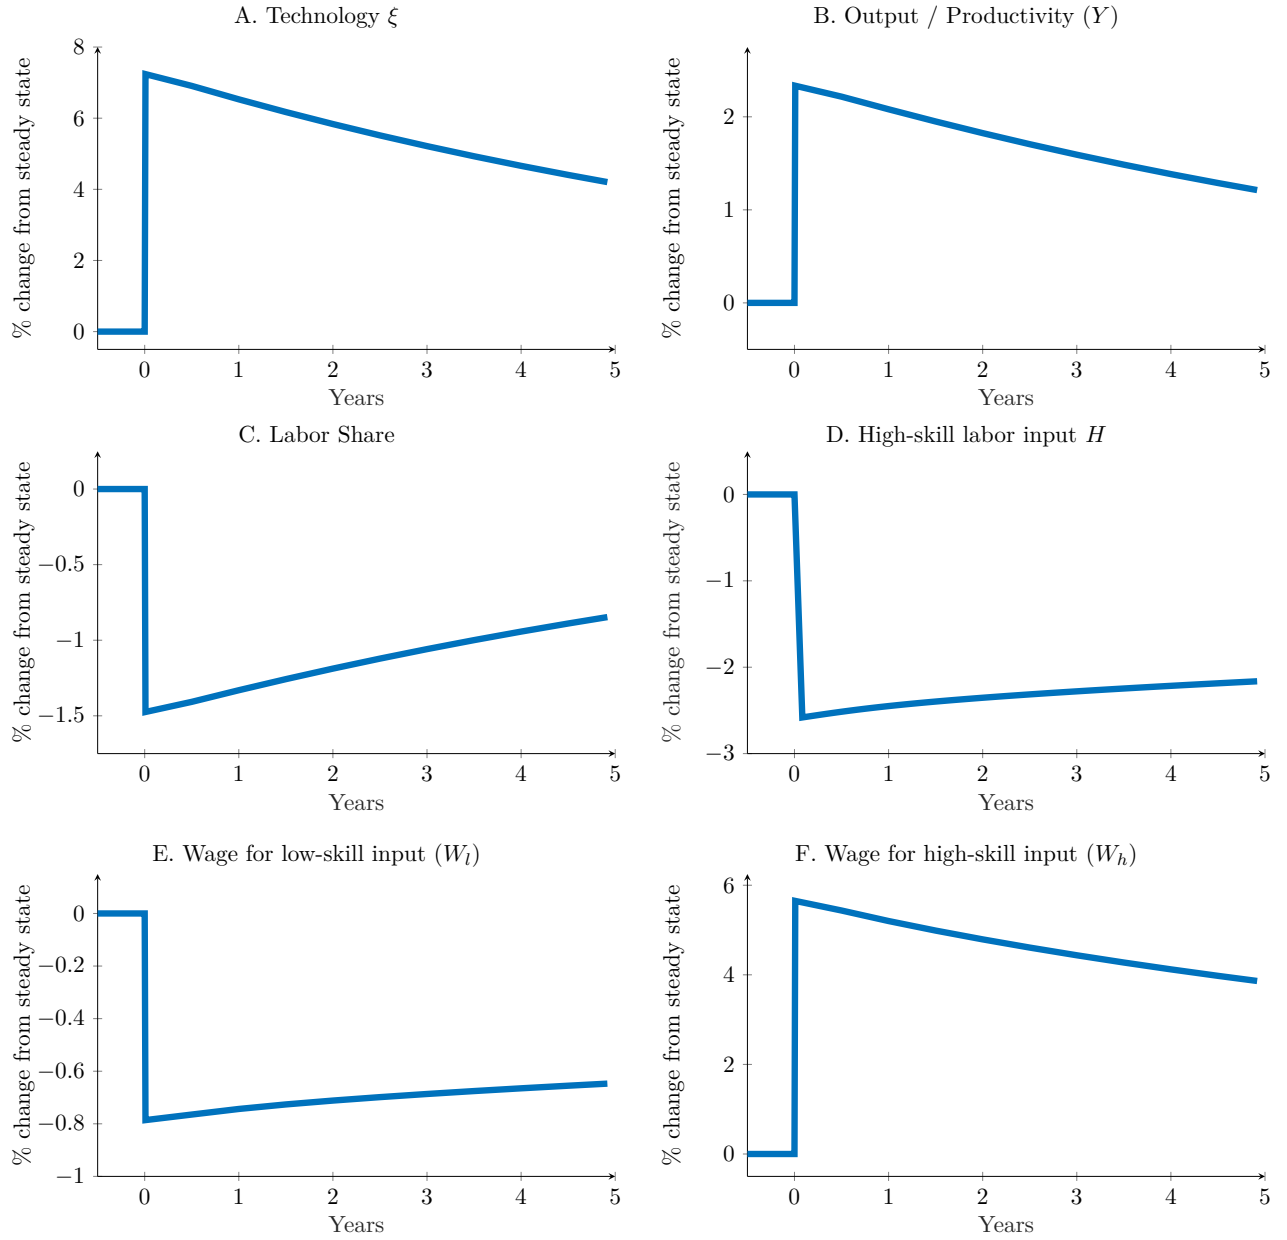 A. Technology ξ
% change from steady state
8
6
4
2
0
0 1 2 3 4 5
Years
B. Output / Productivity (Y)
% change from steady state
2
1
0
0 1 2 3 4 5
Years
C. Labor Share
% change from steady state
0
−0.5
−1
−1.5
0 1 2 3 4 5
Years
D. High-skill labor input H
% change from steady state
0
−1
−2
−3
0 1 2 3 4 5
Years
E. Wage for low-skill input (W_l)
% change from steady state
0
−0.2
−0.4
−0.6
−0.8
−1
0 1 2 3 4 5
Years
F. Wage for high-skill input (W_h)
% change from steady state
6
4
2
0
0 1 2 3 4 5
Years